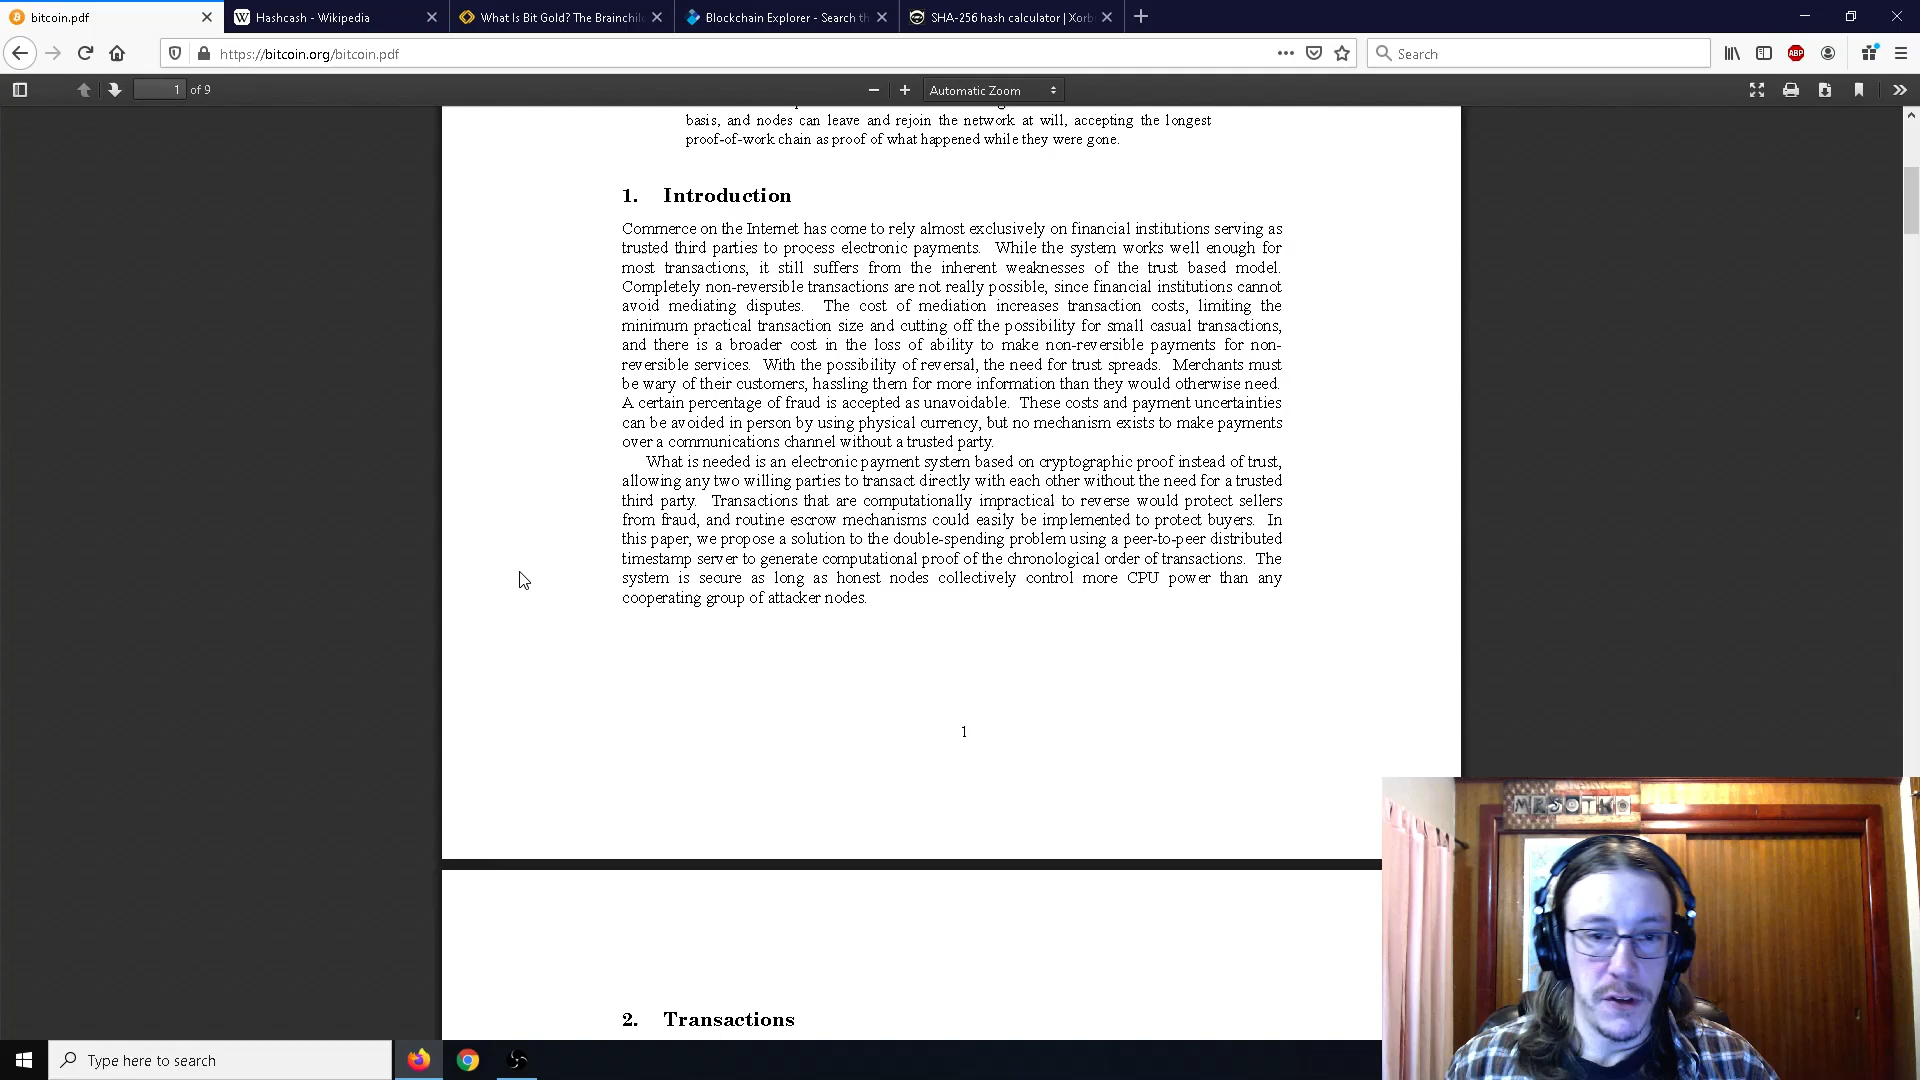 bitcoin.pdf
Hashcash - Wikipedia
What Is Bit Gold? The Brainchil
Blockchain Explorer - Search th
SHA-256 hash calculator | Xorb
https://bitcoin.org/bitcoin.pdf
Search
ABP
1 of 9
Automatic Zoom
basis, and nodes can leave and rejoin the network at will, accepting the longest
proof-of-work chain as proof of what happened while they were gone.
1. Introduction
Commerce on the Internet has come to rely almost exclusively on financial institutions serving as
trusted third parties to process electronic payments. While the system works well enough for
most transactions, it still suffers from the inherent weaknesses of the trust based model.
Completely non-reversible transactions are not really possible, since financial institutions cannot
avoid mediating disputes. The cost of mediation increases transaction costs, limiting the
minimum practical transaction size and cutting off the possibility for small casual transactions,
and there is a broader cost in the loss of ability to make non-reversible payments for non-
reversible services. With the possibility of reversal, the need for trust spreads. Merchants must
be wary of their customers, hassling them for more information than they would otherwise need.
A certain percentage of fraud is accepted as unavoidable. These costs and payment uncertainties
can be avoided in person by using physical currency, but no mechanism exists to make payments
over a communications channel without a trusted party.
What is needed is an electronic payment system based on cryptographic proof instead of trust,
allowing any two willing parties to transact directly with each other without the need for a trusted
third party. Transactions that are computationally impractical to reverse would protect sellers
from fraud, and routine escrow mechanisms could easily be implemented to protect buyers. In
this paper, we propose a solution to the double-spending problem using a peer-to-peer distributed
timestamp server to generate computational proof of the chronological order of transactions. The
system is secure as long as honest nodes collectively control more CPU power than any
cooperating group of attacker nodes.
1
MRSOTKO
2. Transactions
Type here to search